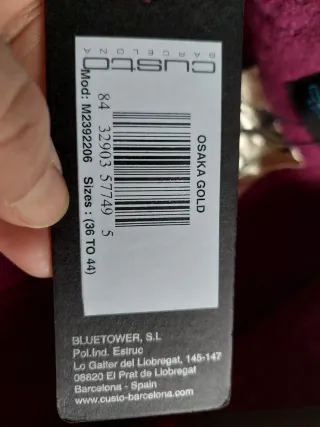 custo
BARCELONA
OSAKA GOLD
84 32903 57749 5
Mod: M2392206 Sizes : (36 TO 44)
BLUETOWER, S.L
Pol.Ind. Estruc
Lo Galter del Llobregat, 145-147
08820 El Prat de Llobregat
Barcelona - Spain
www.custo-barcelona.com